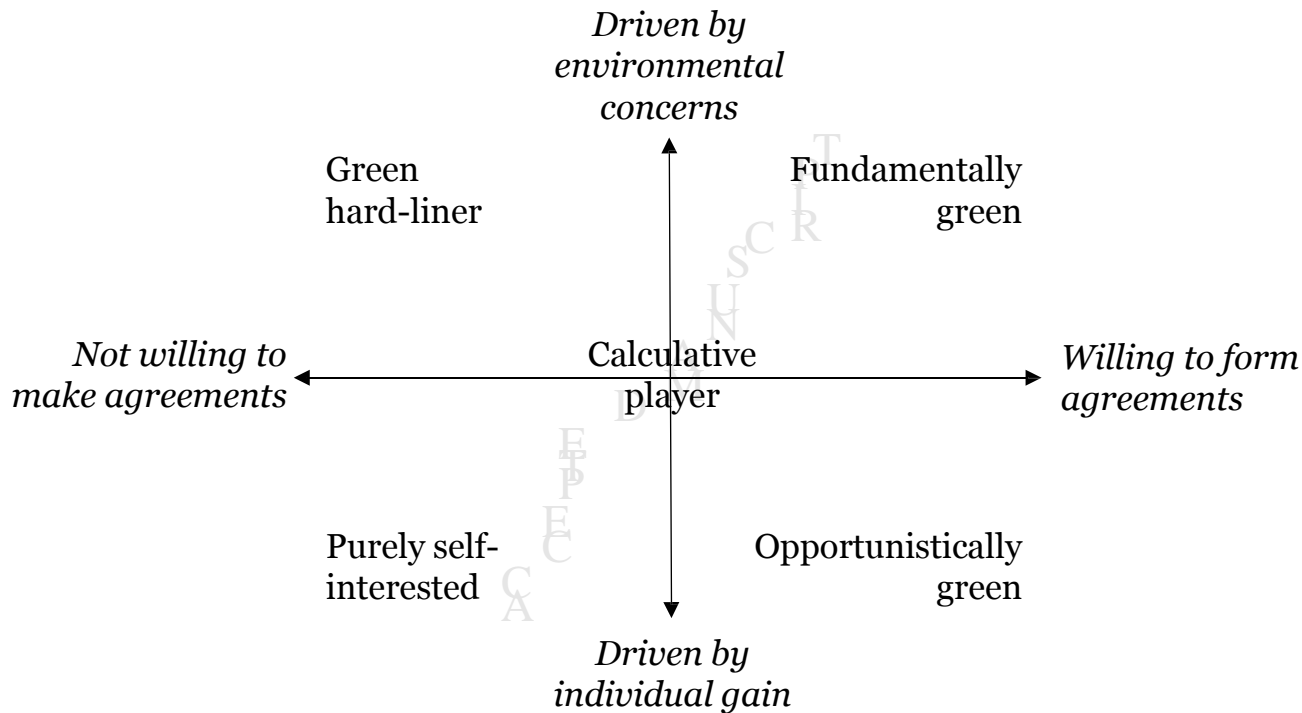 Driven by
environmental
concerns
Green
hard-liner
Fundamentally
green
Not willing to
make agreements
Calculative
player
Willing to form
agreements
Purely self-
interested
Opportunistically
green
Driven by
individual gain
ACCEPTED MANUSCRIPT